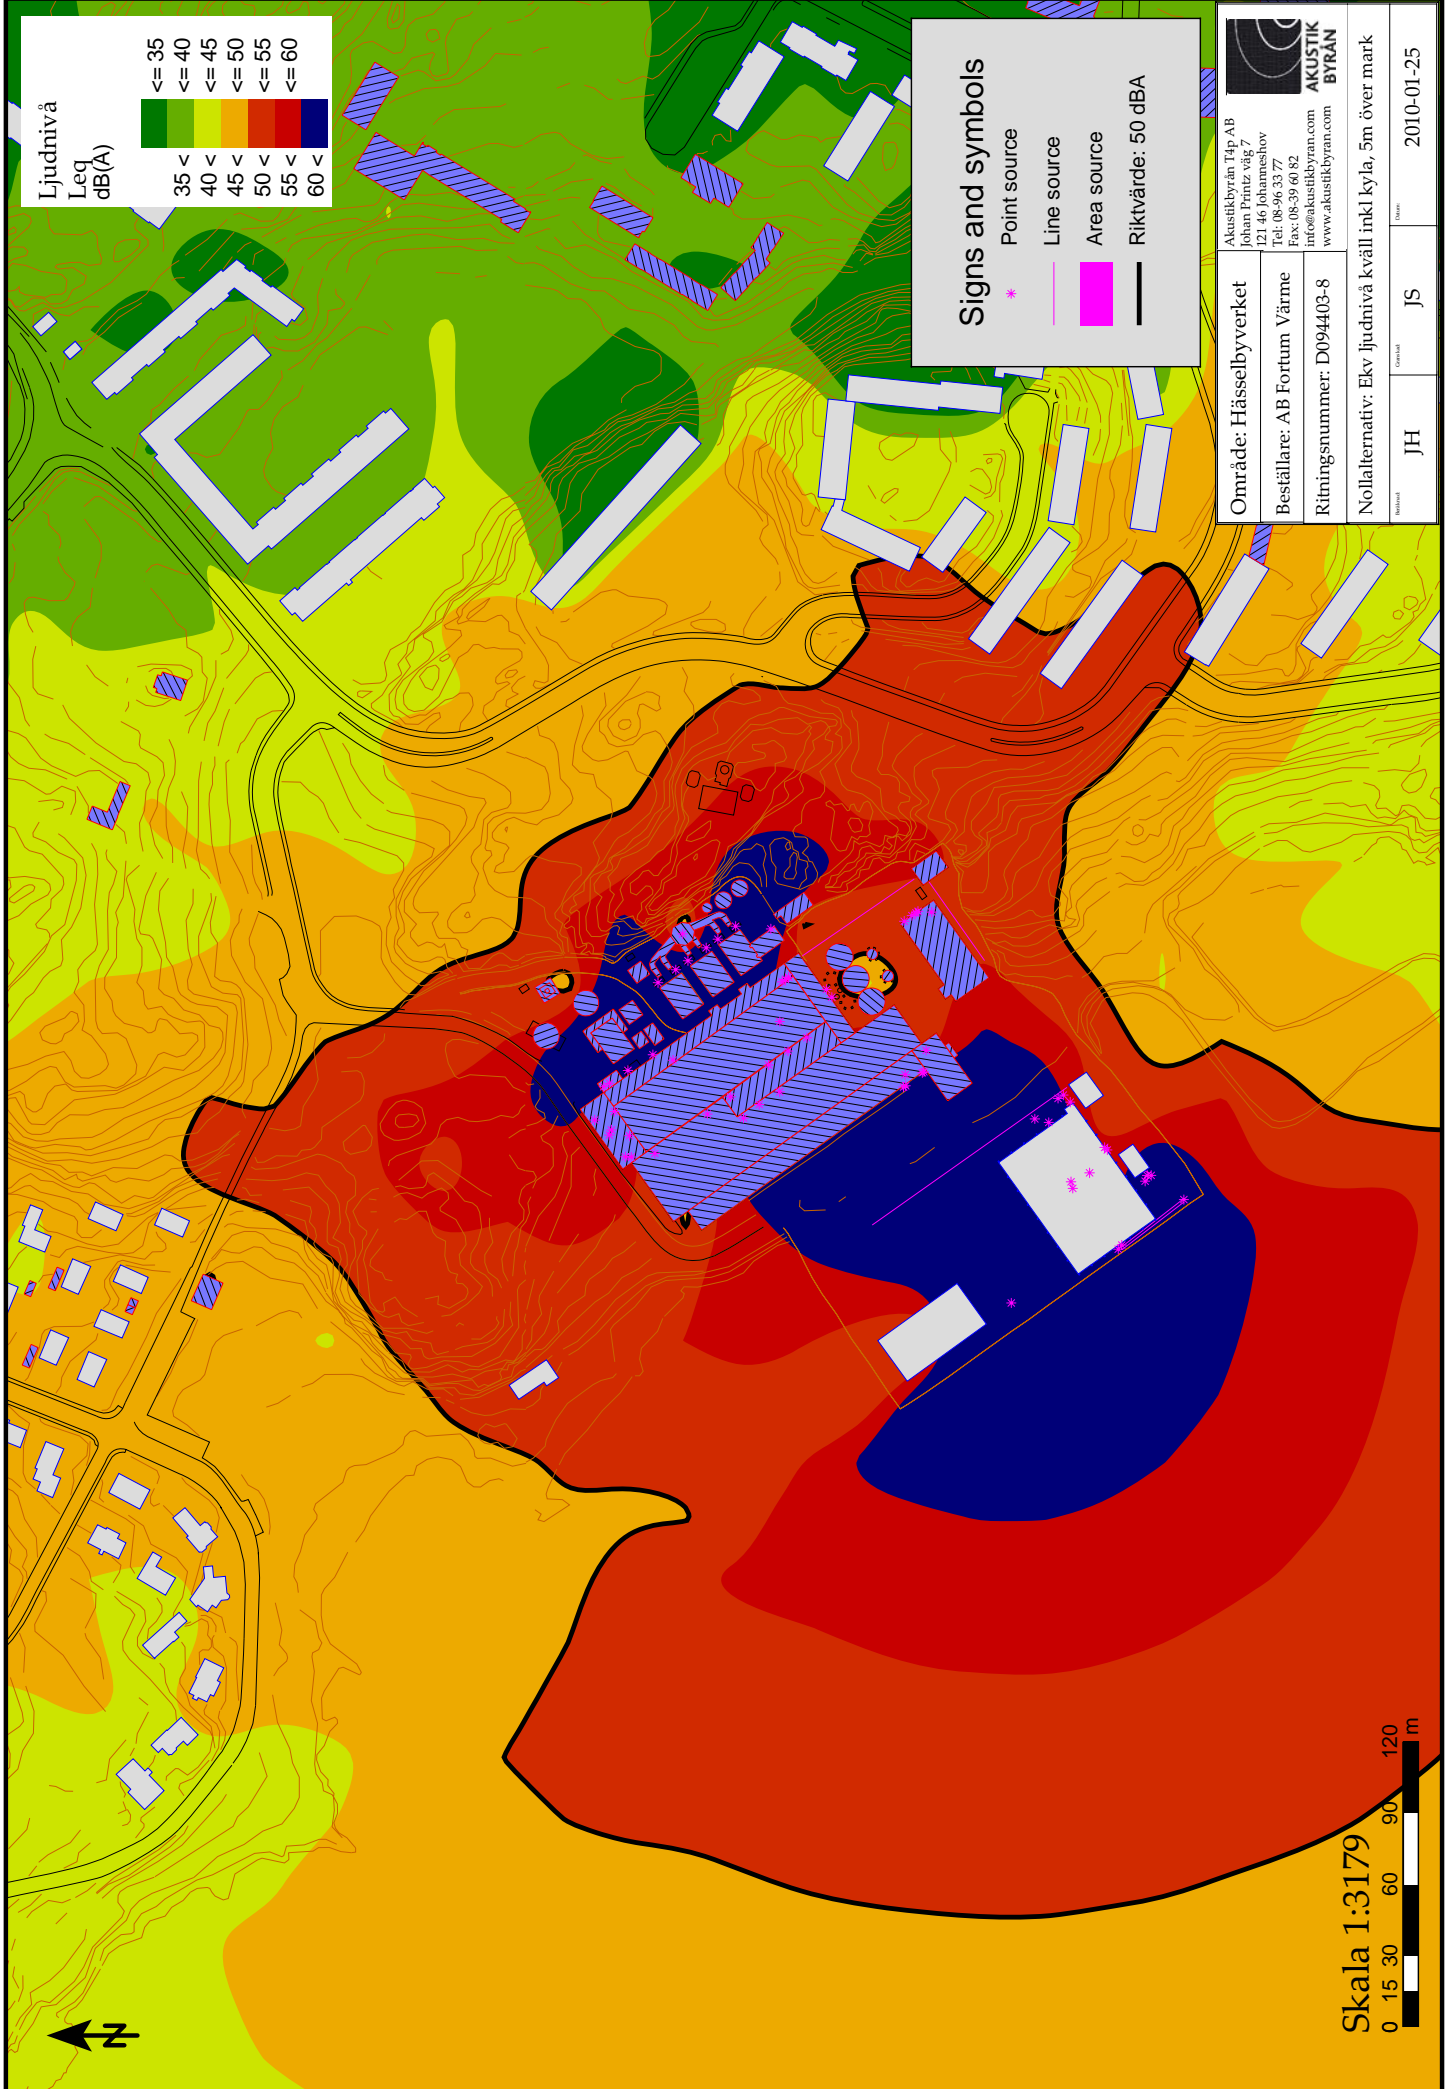 Ljudnivå
Leq
dB(A)
<= 35
35 < <= 40
40 < <= 45
45 < <= 50
50 < <= 55
55 < <= 60
60 <
Signs and symbols
Point source
Line source
Area source
Riktvärde: 50 dBA
Område: Hässelbyverket
Beställare: AB Fortum Värme
Ritningsnummer: D094403-8
Akustikbyrån T4p AB
Johan Printz väg 7
121 46 Johanneshov
Tel: 08-96 33 77
Fax: 08-39 60 82
info@akustikbyran.com
www.akustikbyran.com
AKUSTIK
BYRÅN
Nollalternativ: Ekv ljudnivå kväll inkl kyla, 5m över mark
JH
JS
Datum:
2010-01-25
Skala 1:3179
0 15 30 60 90 120
m
N